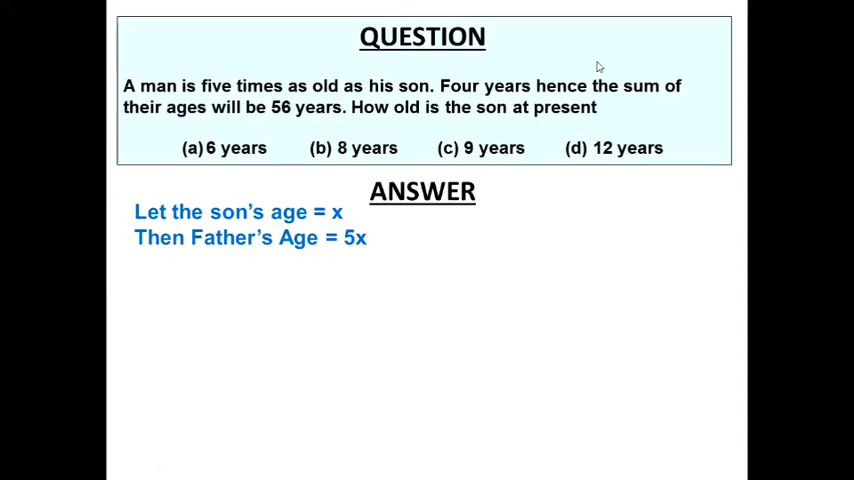 QUESTION
A man is five times as old as his son. Four years hence the sum of
their ages will be 56 years. How old is the son at present
(a) 6 years (b) 8 years (c) 9 years (d) 12 years
ANSWER
Let the son’s age = x
Then Father’s Age = 5x